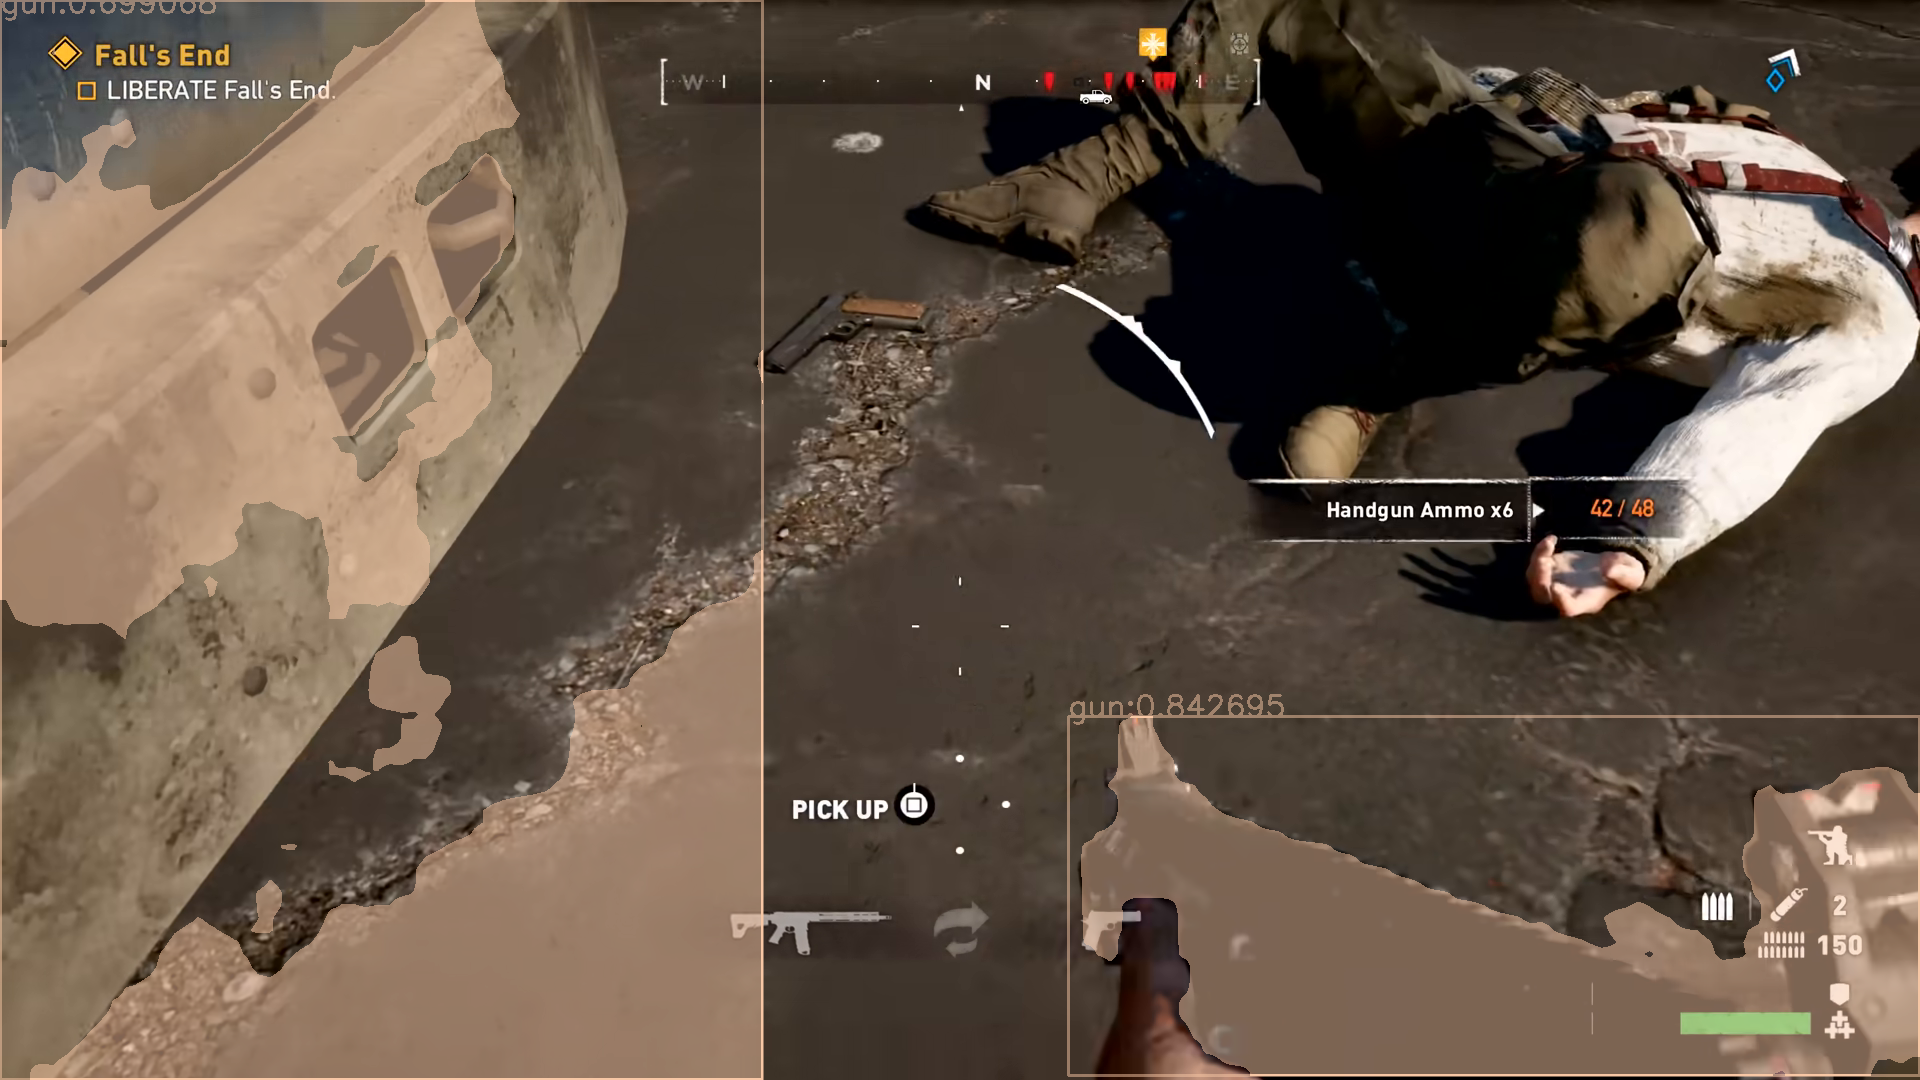 gun:0.699068
Fall's End
LIBERATE Fall's End.
W
N
E
Handgun Ammo x6
42 / 48
gun:0.842695
PICK UP
2
150